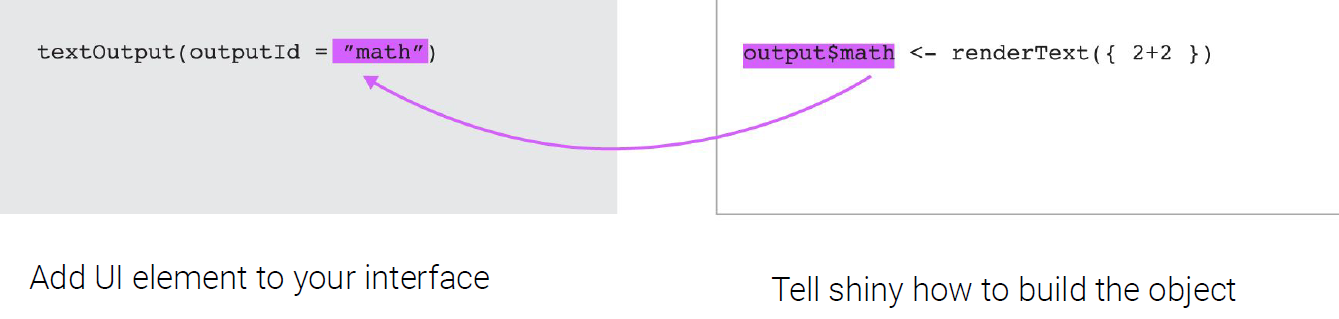 textOutput(outputId = "math")
output$math <- renderText({ 2+2 })
Add UI element to your interface
Tell shiny how to build the object